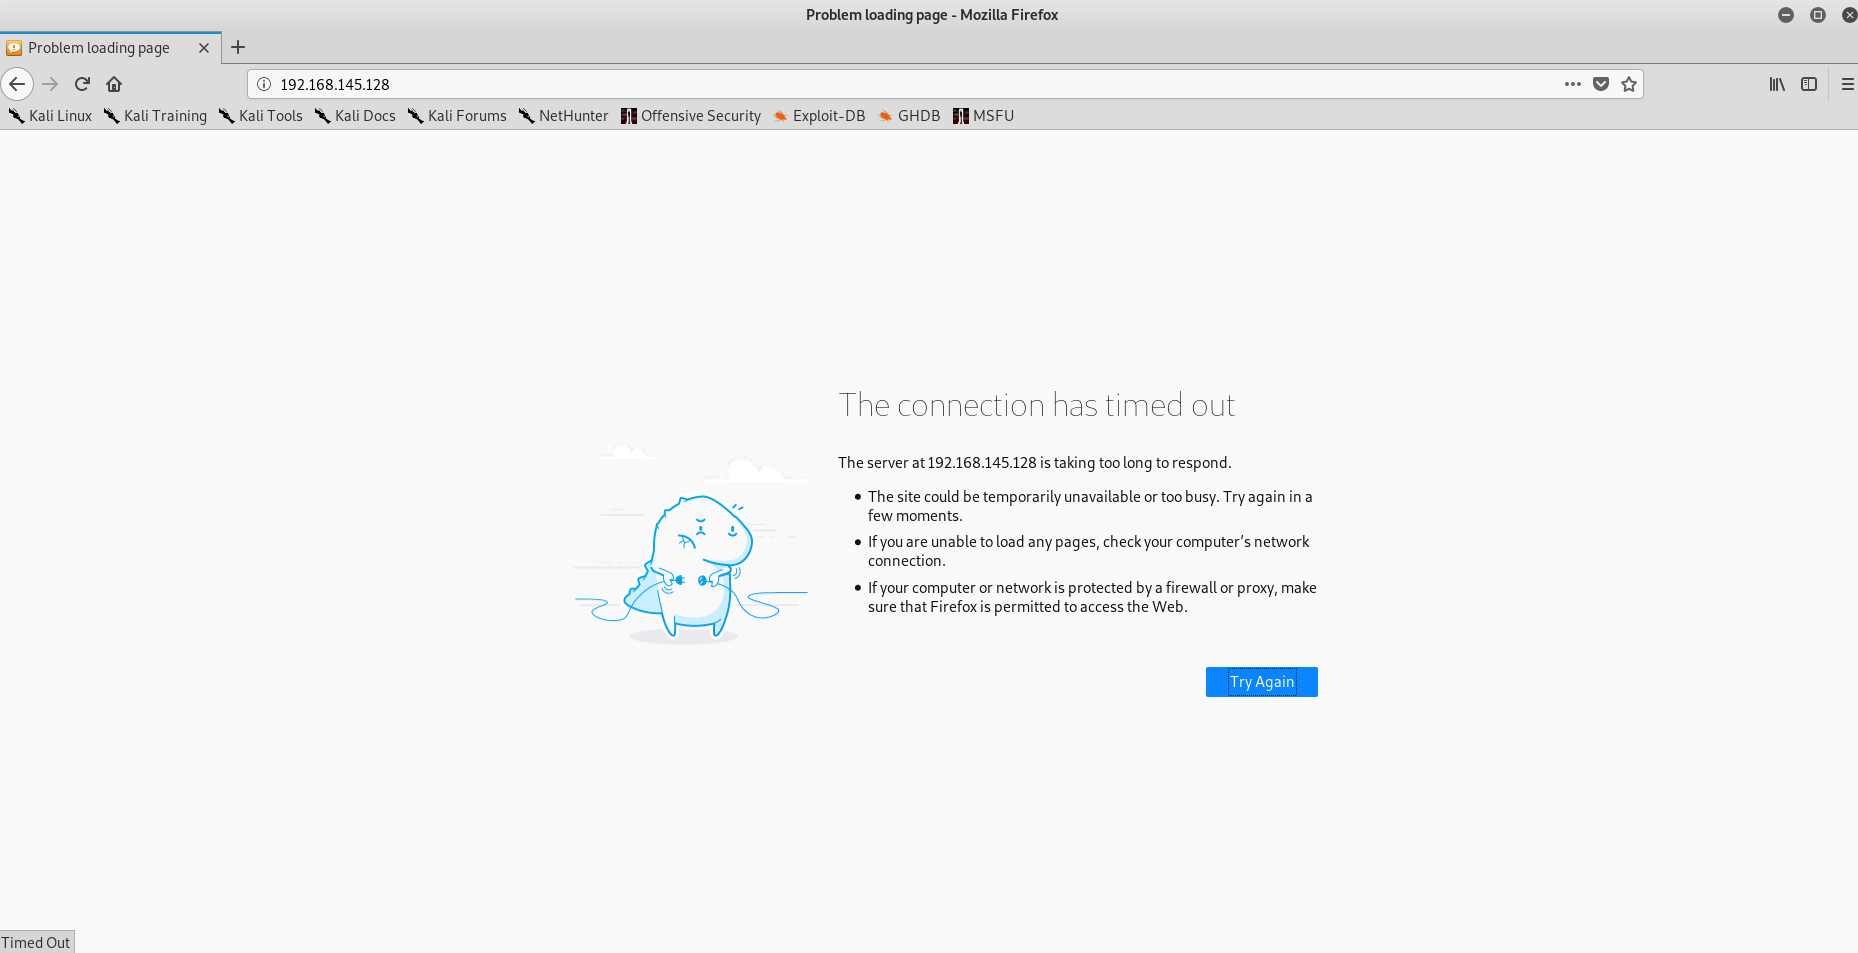 Problem loading page - Mozilla Firefox
Problem loading page
192.168.145.128
Kali Linux Kali Training Kali Tools Kali Docs Kali Forums NetHunter Offensive Security Exploit-DB GHDB MSFU
The connection has timed out
The server at 192.168.145.128 is taking too long to respond.
The site could be temporarily unavailable or too busy. Try again in a
few moments.
If you are unable to load any pages, check your computer’s network
connection.
If your computer or network is protected by a firewall or proxy, make
sure that Firefox is permitted to access the Web.
Try Again
Timed Out